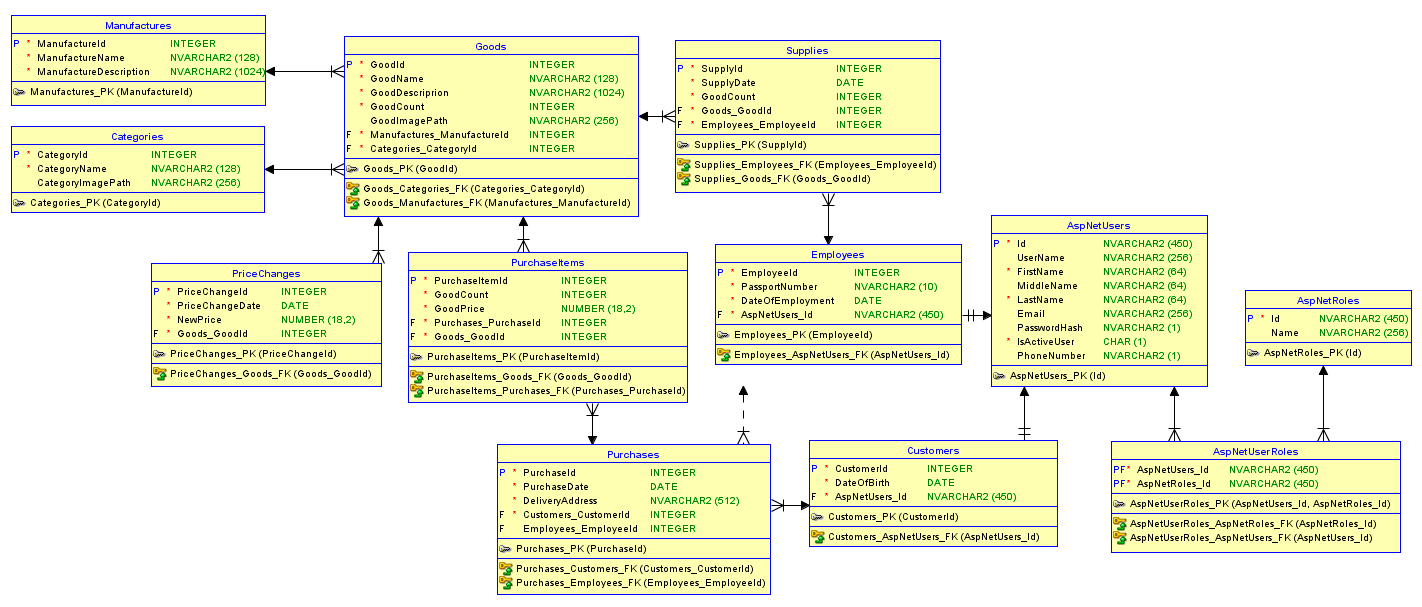 Manufactures
P * ManufactureId INTEGER
* ManufactureName NVARCHAR2 (128)
* ManufactureDescription NVARCHAR2 (1024)
Manufactures_PK (ManufactureId)
Categories
P * CategoryId INTEGER
* CategoryName NVARCHAR2 (128)
CategoryImagePath NVARCHAR2 (256)
Categories_PK (CategoryId)
Goods
P * GoodId INTEGER
* GoodName NVARCHAR2 (128)
* GoodDescriprion NVARCHAR2 (1024)
* GoodCount INTEGER
GoodImagePath NVARCHAR2 (256)
F * Manufactures_ManufactureId INTEGER
F * Categories_CategoryId INTEGER
Goods_PK (GoodId)
Goods_Categories_FK (Categories_CategoryId)
Goods_Manufactures_FK (Manufactures_ManufactureId)
Supplies
P * SupplyId INTEGER
* SupplyDate DATE
* GoodCount INTEGER
F * Goods_GoodId INTEGER
F * Employees_EmployeeId INTEGER
Supplies_PK (SupplyId)
Supplies_Employees_FK (Employees_EmployeeId)
Supplies_Goods_FK (Goods_GoodId)
PriceChanges
P * PriceChangeId INTEGER
* PriceChangeDate DATE
* NewPrice NUMBER (18,2)
F * Goods_GoodId INTEGER
PriceChanges_PK (PriceChangeId)
PriceChanges_Goods_FK (Goods_GoodId)
PurchaseItems
P * PurchaseItemId INTEGER
* GoodCount INTEGER
* GoodPrice NUMBER (18,2)
F * Purchases_PurchaseId INTEGER
F * Goods_GoodId INTEGER
PurchaseItems_PK (PurchaseItemId)
PurchaseItems_Goods_FK (Goods_GoodId)
PurchaseItems_Purchases_FK (Purchases_PurchaseId)
Employees
P * EmployeeId INTEGER
* PassportNumber NVARCHAR2 (10)
* DateOfEmployment DATE
F * AspNetUsers_Id NVARCHAR2 (450)
Employees_PK (EmployeeId)
Employees_AspNetUsers_FK (AspNetUsers_Id)
AspNetUsers
P * Id NVARCHAR2 (450)
UserName NVARCHAR2 (256)
* FirstName NVARCHAR2 (64)
MiddleName NVARCHAR2 (64)
* LastName NVARCHAR2 (64)
Email NVARCHAR2 (256)
PasswordHash NVARCHAR2 (1)
* IsActiveUser CHAR (1)
PhoneNumber NVARCHAR2 (1)
AspNetUsers_PK (Id)
AspNetRoles
P * Id NVARCHAR2 (450)
Name NVARCHAR2 (256)
AspNetRoles_PK (Id)
Purchases
P * PurchaseId INTEGER
* PurchaseDate DATE
* DeliveryAddress NVARCHAR2 (512)
F * Customers_CustomerId INTEGER
F Employees_EmployeeId INTEGER
Purchases_PK (PurchaseId)
Purchases_Customers_FK (Customers_CustomerId)
Purchases_Employees_FK (Employees_EmployeeId)
Customers
P * CustomerId INTEGER
* DateOfBirth DATE
F * AspNetUsers_Id NVARCHAR2 (450)
Customers_PK (CustomerId)
Customers_AspNetUsers_FK (AspNetUsers_Id)
AspNetUserRoles
PF* AspNetUsers_Id NVARCHAR2 (450)
PF* AspNetRoles_Id NVARCHAR2 (450)
AspNetUserRoles_PK (AspNetUsers_Id, AspNetRoles_Id)
AspNetUserRoles_AspNetRoles_FK (AspNetRoles_Id)
AspNetUserRoles_AspNetUsers_FK (AspNetUsers_Id)